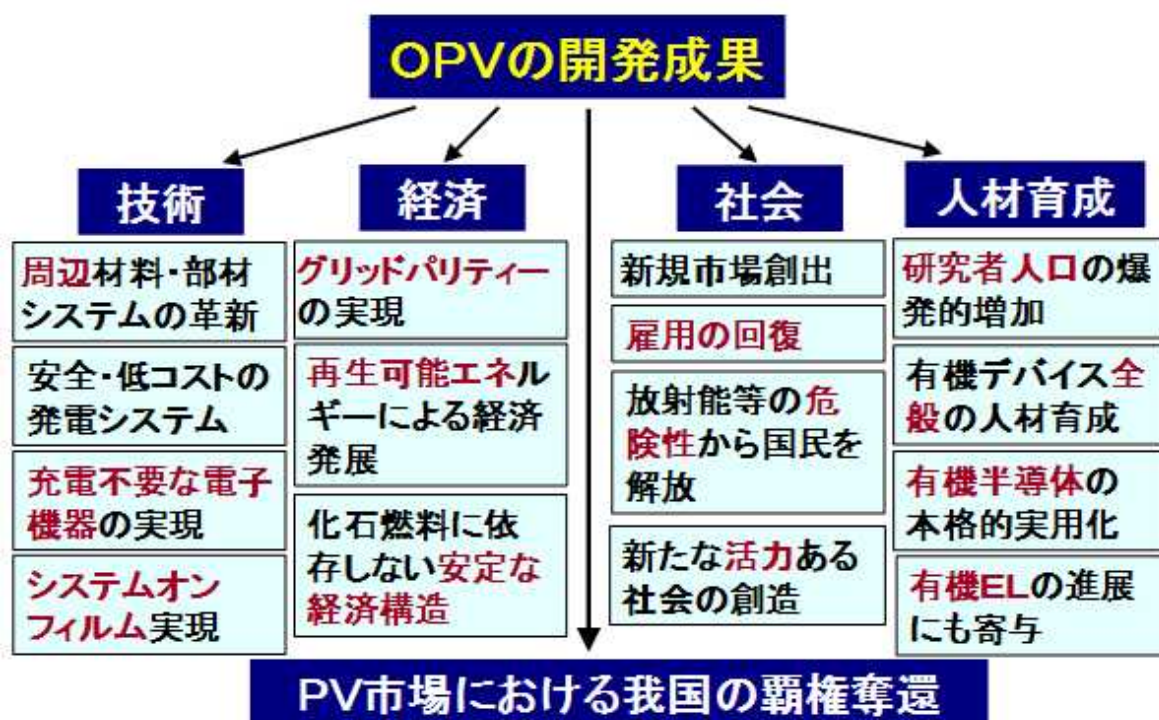 OPVの開発成果
技術
周辺材料・部材
システムの革新
安全・低コストの
発電システム
充電不要な電子
機器の実現
システムオン
フィルム実現
経済
グリッドパリティー
の実現
再生可能エネル
ギーによる経済
発展
化石燃料に依
存しない安定な
経済構造
社会
新規市場創出
雇用の回復
放射能等の危
険性から国民を
解放
新たな活力ある
社会の創造
人材育成
研究者人口の爆
発的増加
有機デバイス全
般の人材育成
有機半導体の
本格的実用化
有機ELの進展
にも寄与
PV市場における我国の覇権奪還